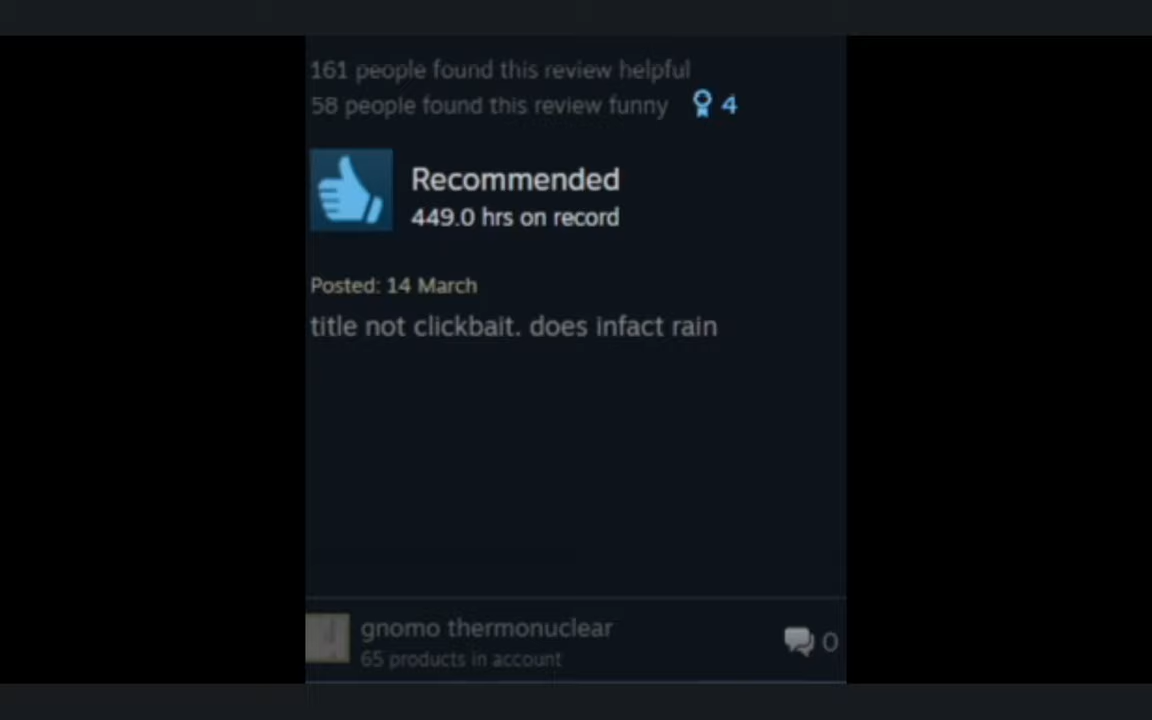 161 people found this review helpful
58 people found this review funny 4
Recommended
449.0 hrs on record
Posted: 14 March
title not clickbait. does infact rain
gnomo thermonuclear
65 products in account
0